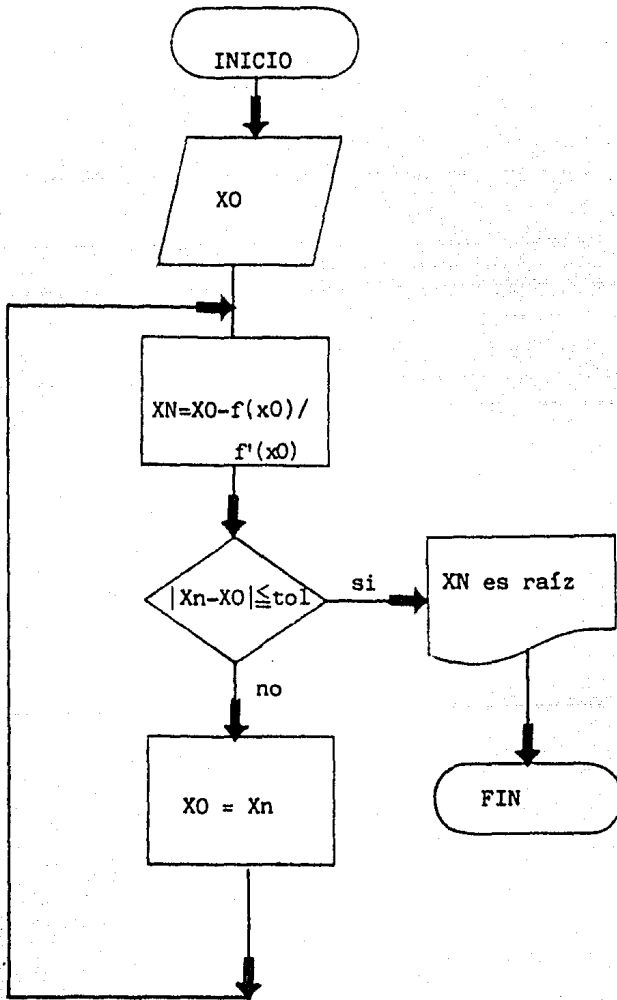 INICIO
XO
XN=XO-f(xO)/
f'(xO)
|Xn-XO|≦tol
si
XN es raíz
no
XO = Xn
FIN